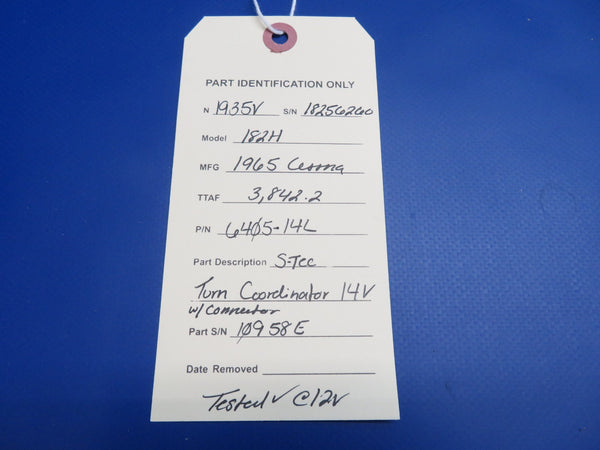 PART IDENTIFICATION ONLY
N 1935V S/N 18256260
Model 182H
MFG 1965 Cessna
TTAF 3,842.2
P/N 6405-14L
Part Description S-Tec
Turn Coordinator 14V
w/ Connector
Part S/N 10958E
Date Removed
Tested ✓ @12V